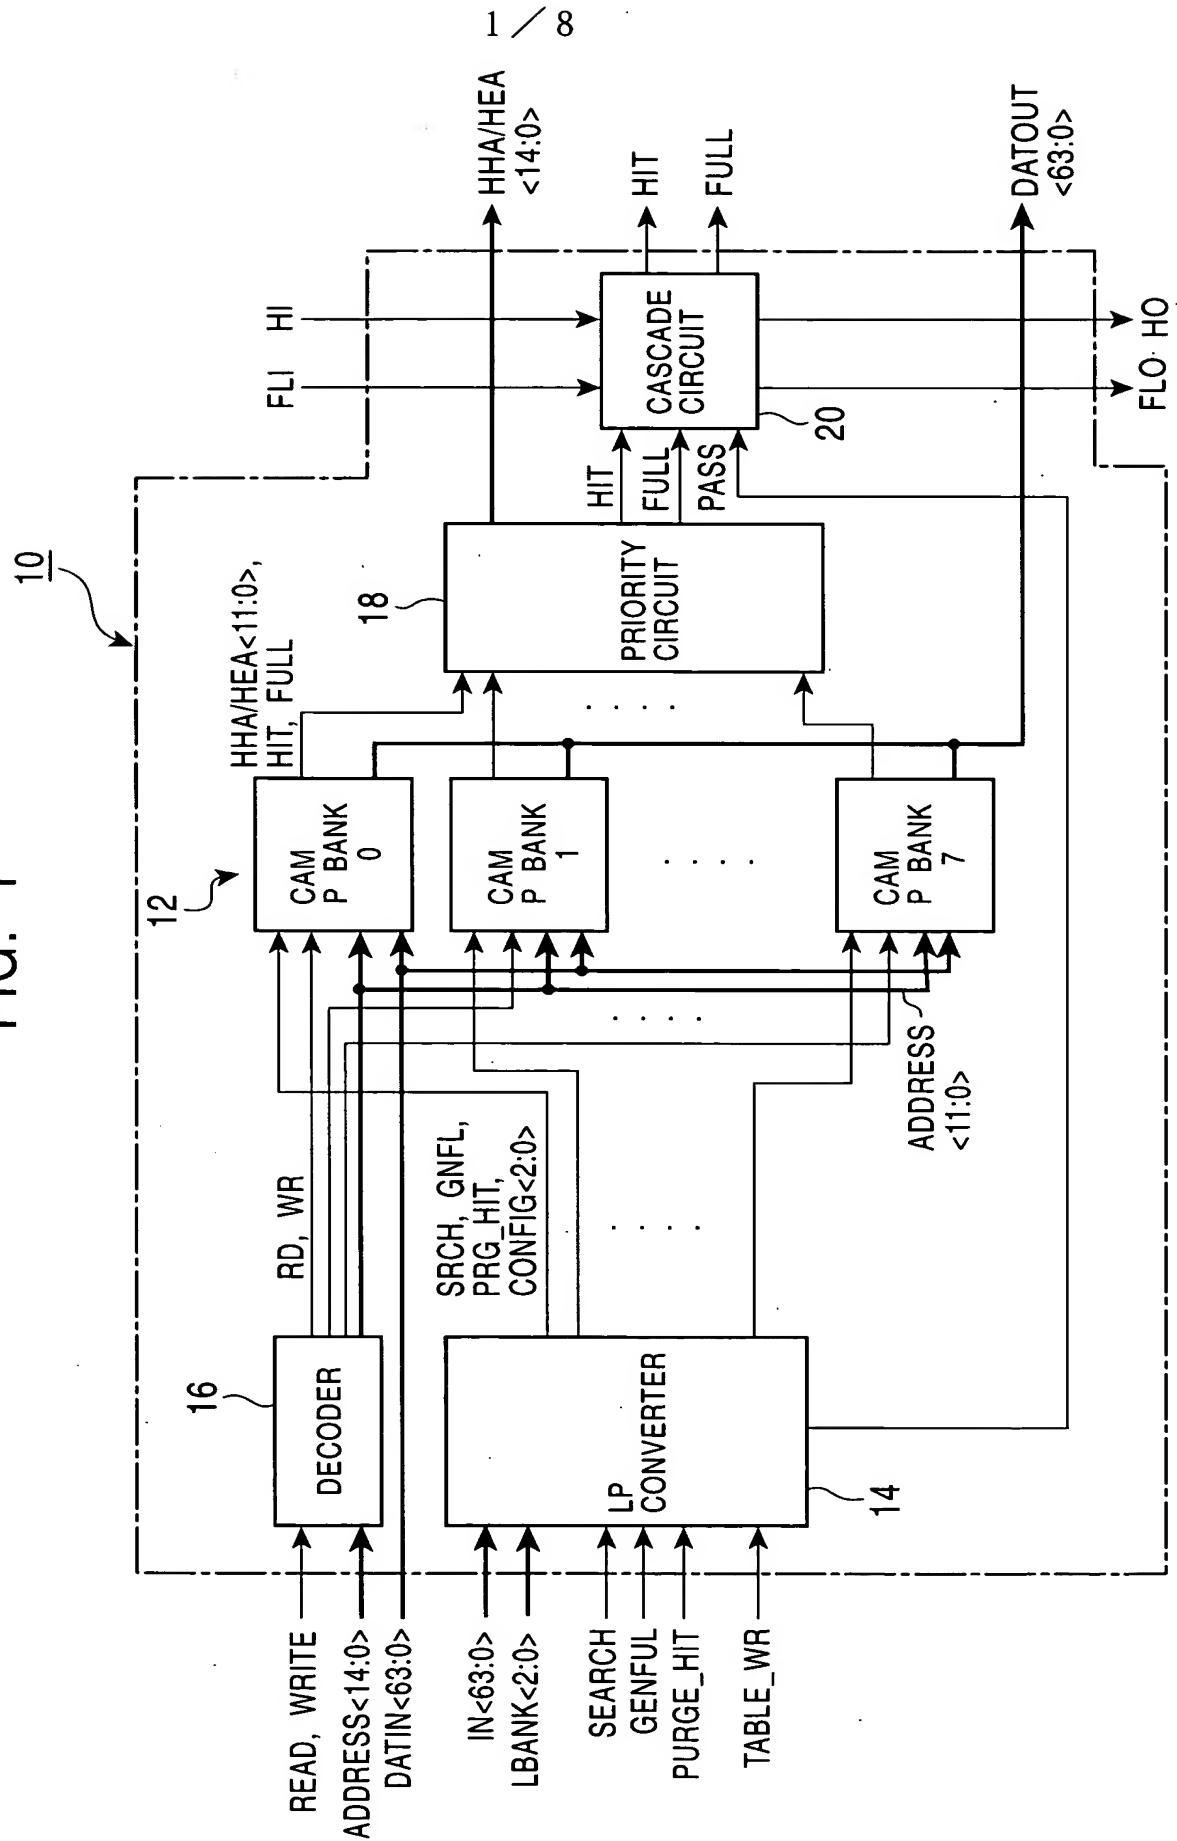 1 / 8
FIG. 1
10
READ, WRITE
ADDRESS<14:0>
DATIN<63:0>
IN<63:0>
LBANK<2:0>
SEARCH
GENFUL
PURGE_HIT
TABLE_WR
16
DECODER
LP
CONVERTER
14
RD, WR
SRCH, GNFL,
PRG_HIT,
CONFIG<2:0>
ADDRESS
<11:0>
12
CAM
P BANK
0
CAM
P BANK
1
CAM
P BANK
7
HHA/HEA<11:0>,
HIT, FULL
18
PRIORITY
CIRCUIT
HIT
FULL
PASS
FLI
HI
CASCADE
CIRCUIT
20
FLO
HO
HHA/HEA
<14:0>
HIT
FULL
DATOUT
<63:0>